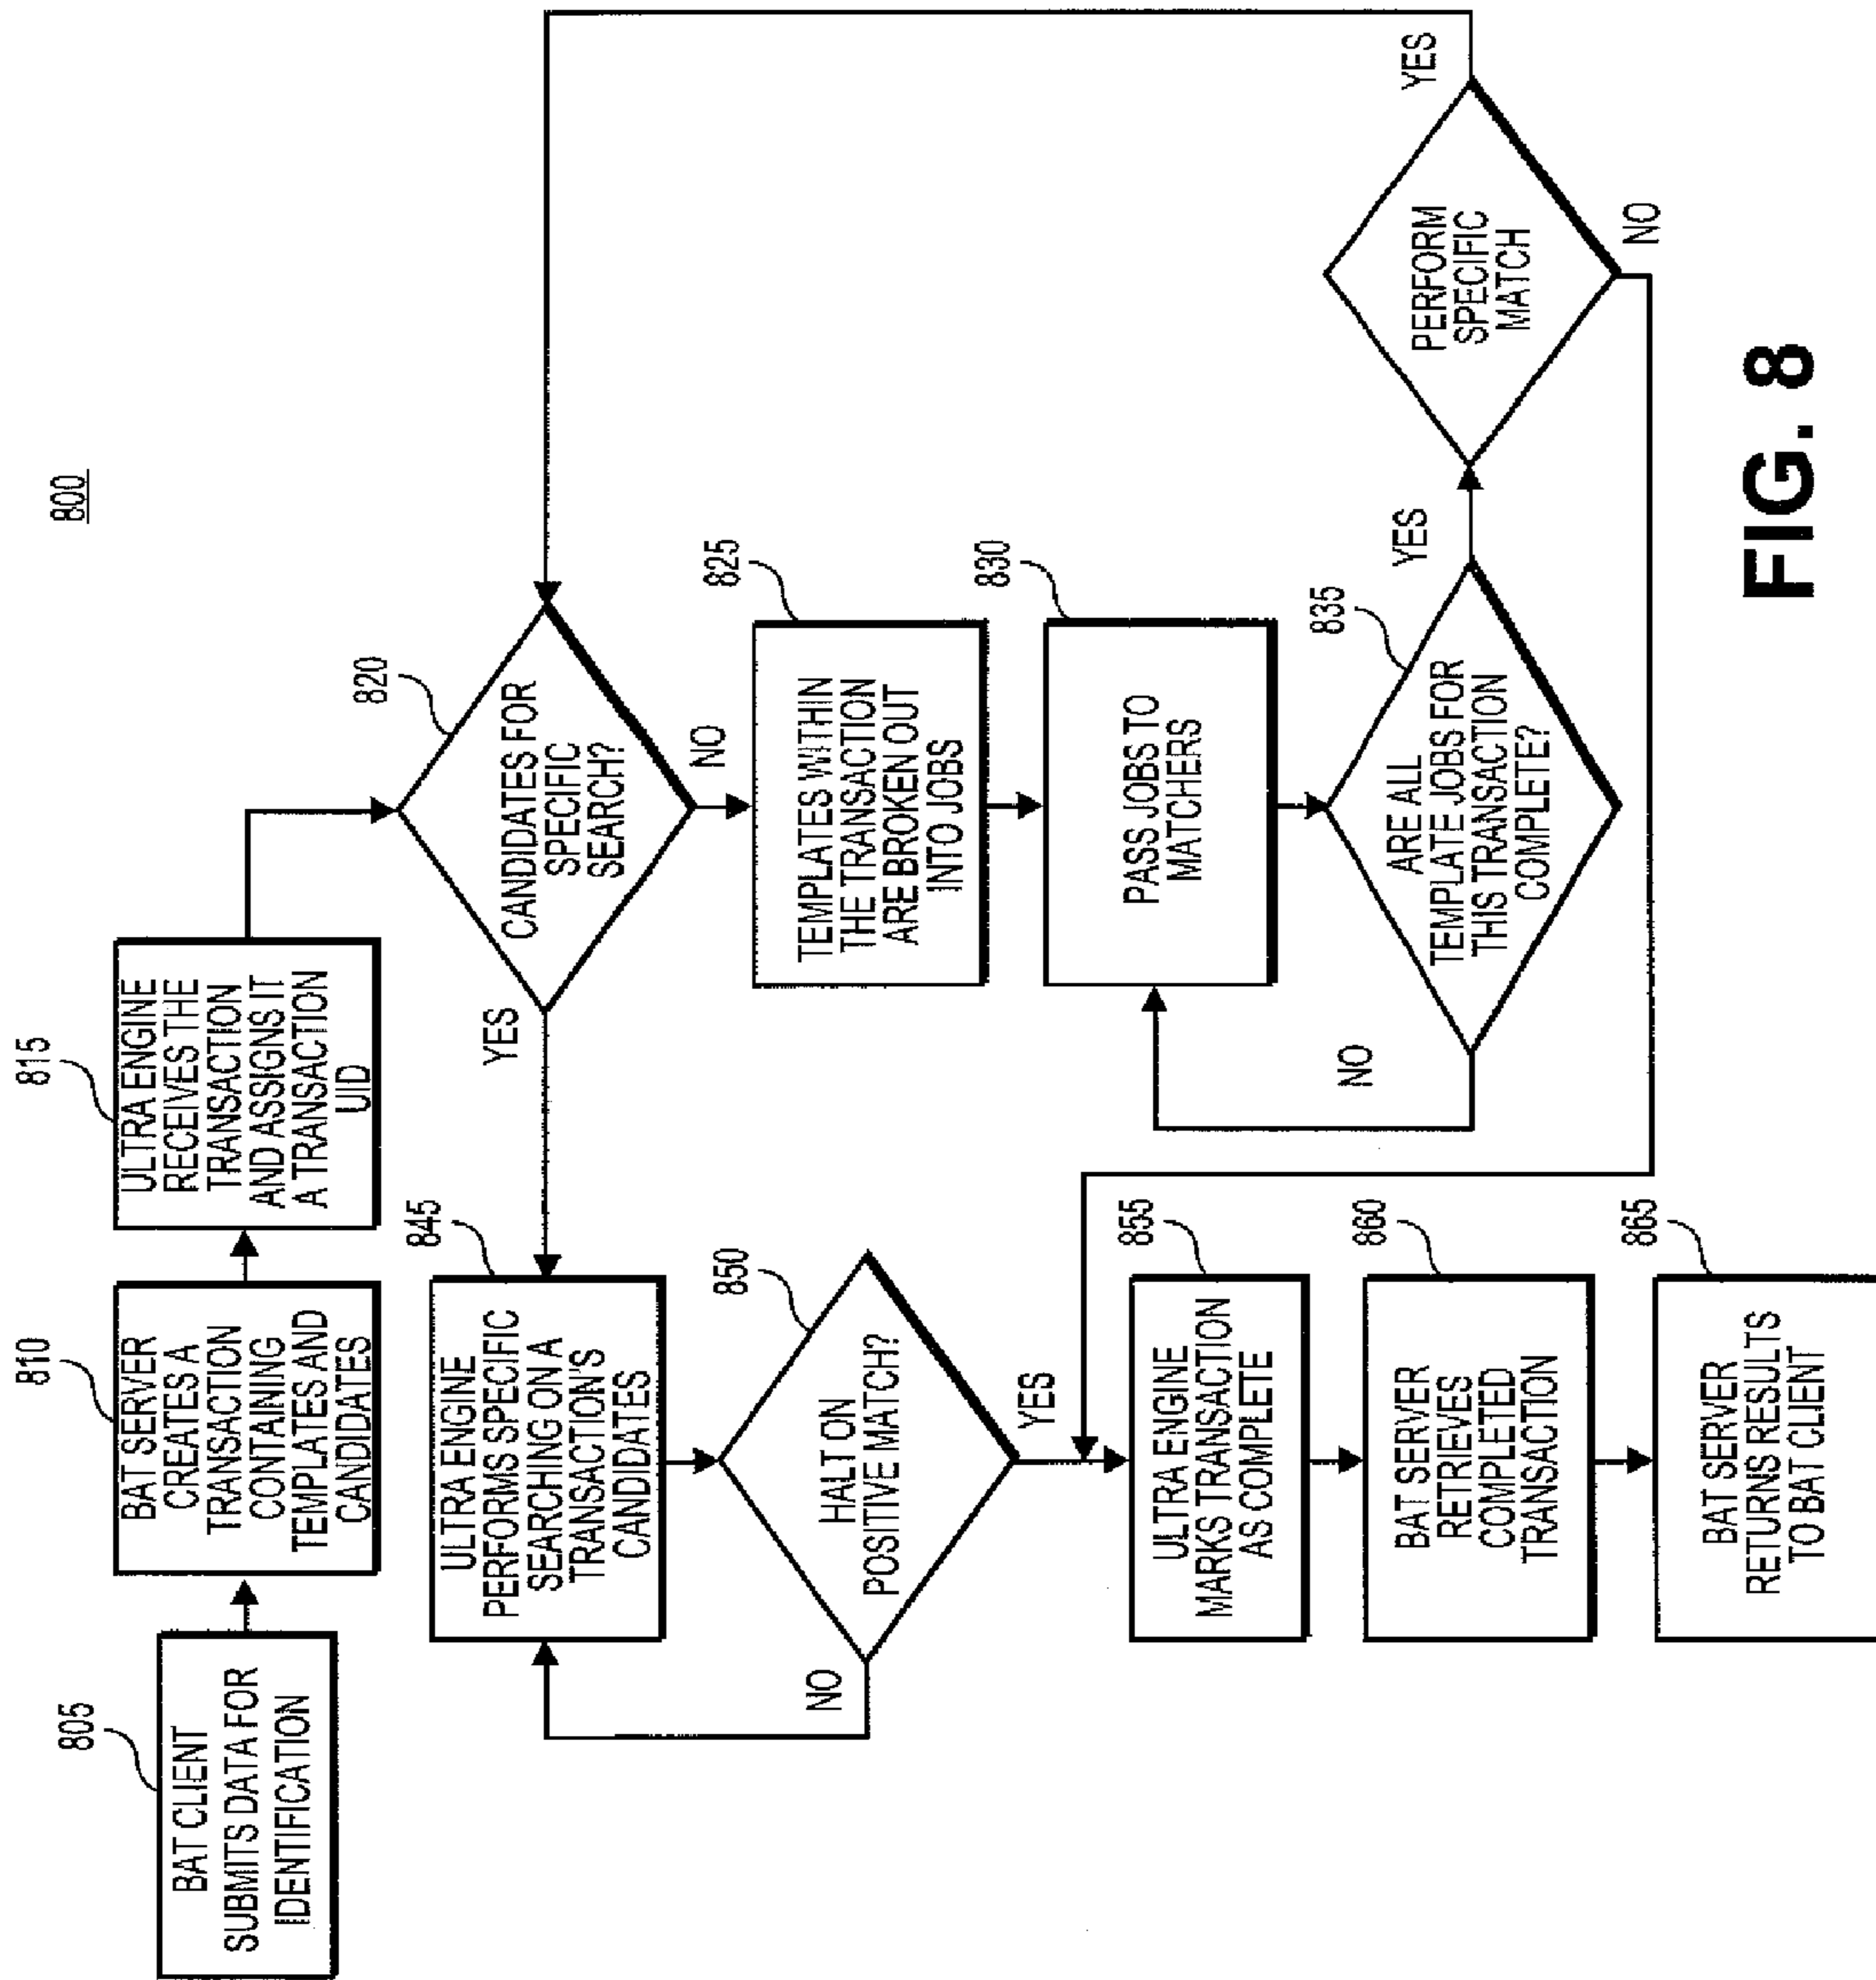 800
805
BAT CLIENT
SUBMITS DATA FOR
IDENTIFICATION
810
BAT SERVER
CREATES A
TRANSACTION
CONTAINING
TEMPLATES AND
CANDIDATES
815
ULTRA ENGINE
RECEIVES THE
TRANSACTION
AND ASSIGNS IT
A TRANSACTION
UID
820
CANDIDATES FOR
SPECIFIC
SEARCH?
YES
NO
845
ULTRA ENGINE
PERFORMS SPECIFIC
SEARCHING ON A
TRANSACTION'S
CANDIDATES
825
TEMPLATES WITHIN
THE TRANSACTION
ARE BROKEN OUT
INTO JOBS
850
HALT ON
POSITIVE MATCH?
NO
YES
830
PASS JOBS TO
MATCHERS
835
ARE ALL
TEMPLATE JOBS FOR
THIS TRANSACTION
COMPLETE?
NO
YES
PERFORM
SPECIFIC
MATCH
YES
NO
855
ULTRA ENGINE
MARKS TRANSACTION
AS COMPLETE
860
BAT SERVER
RETRIEVES
COMPLETED
TRANSACTION
865
BAT SERVER
RETURNS RESULTS
TO BAT CLIENT
FIG. 8